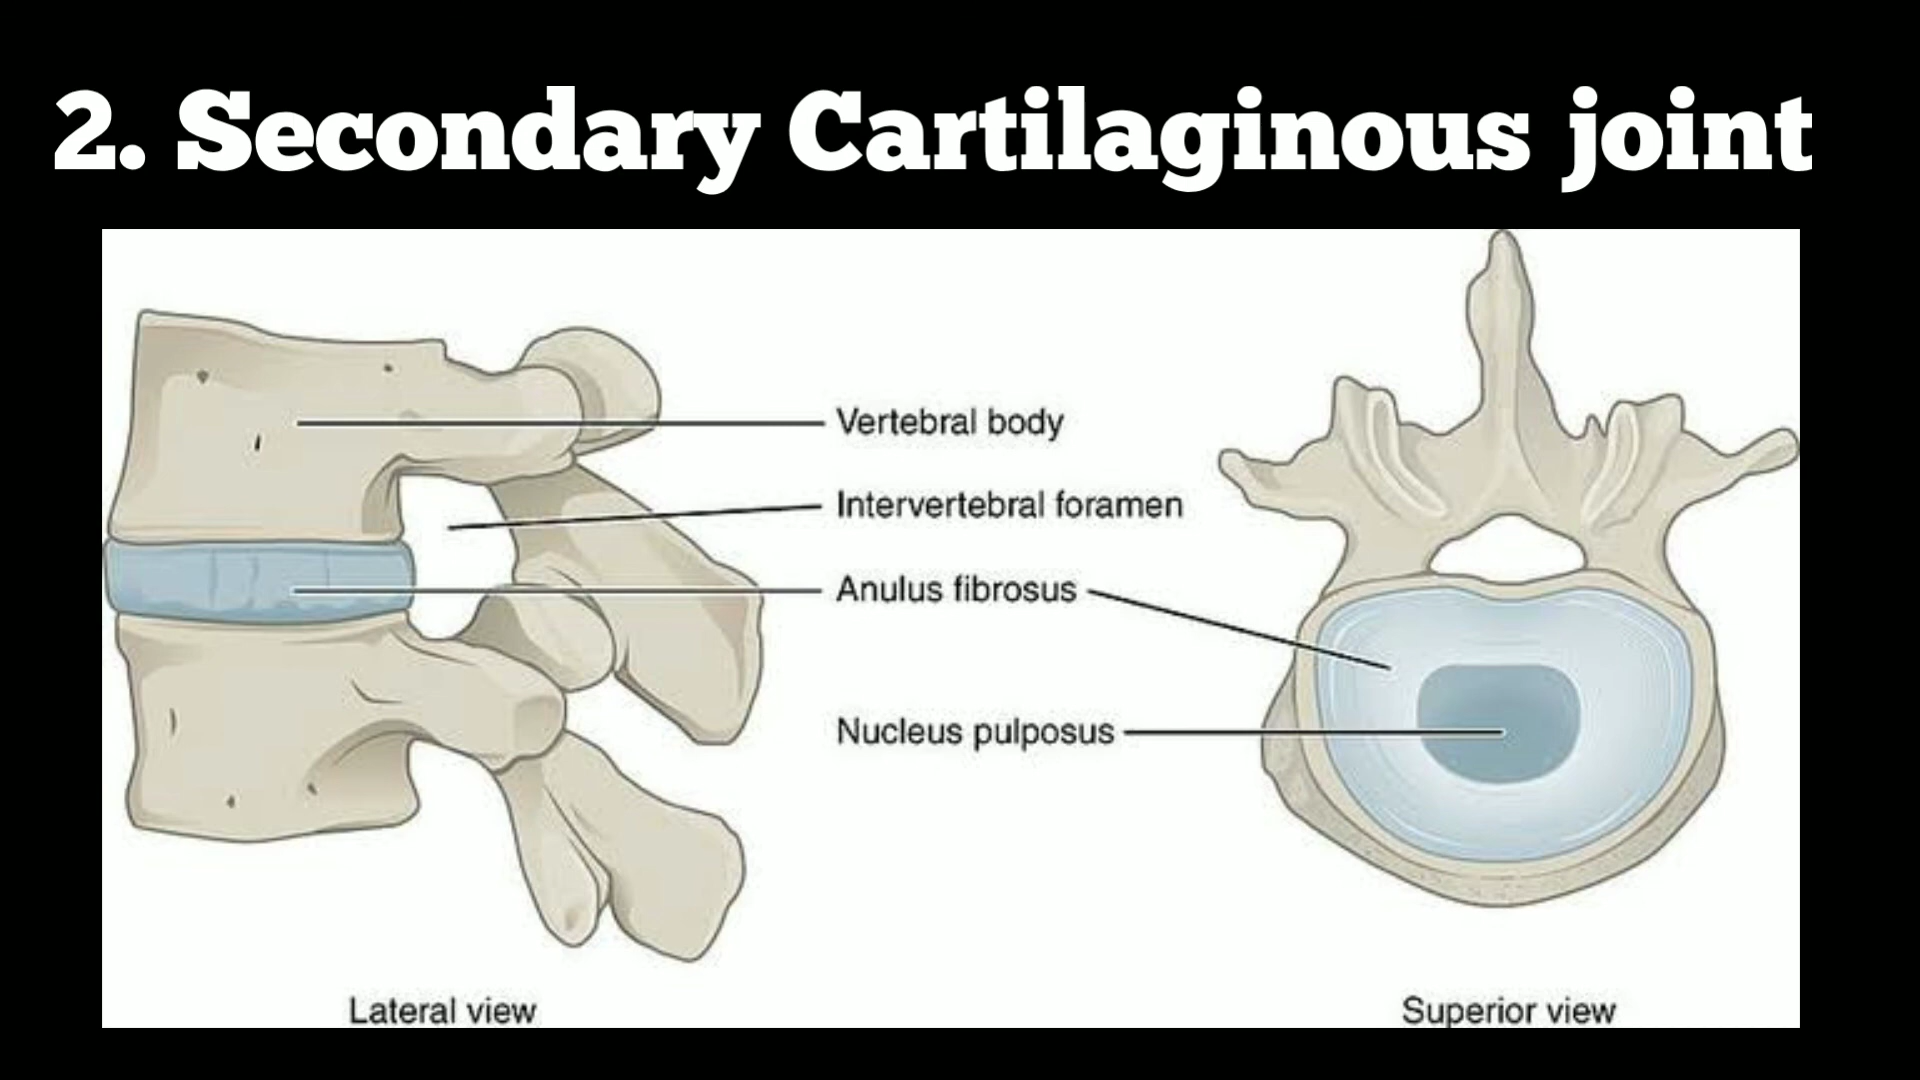 2. Secondary Cartilaginous joint
Vertebral body
Intervertebral foramen
Anulus fibrosus
Nucleus pulposus
Lateral view
Superior view